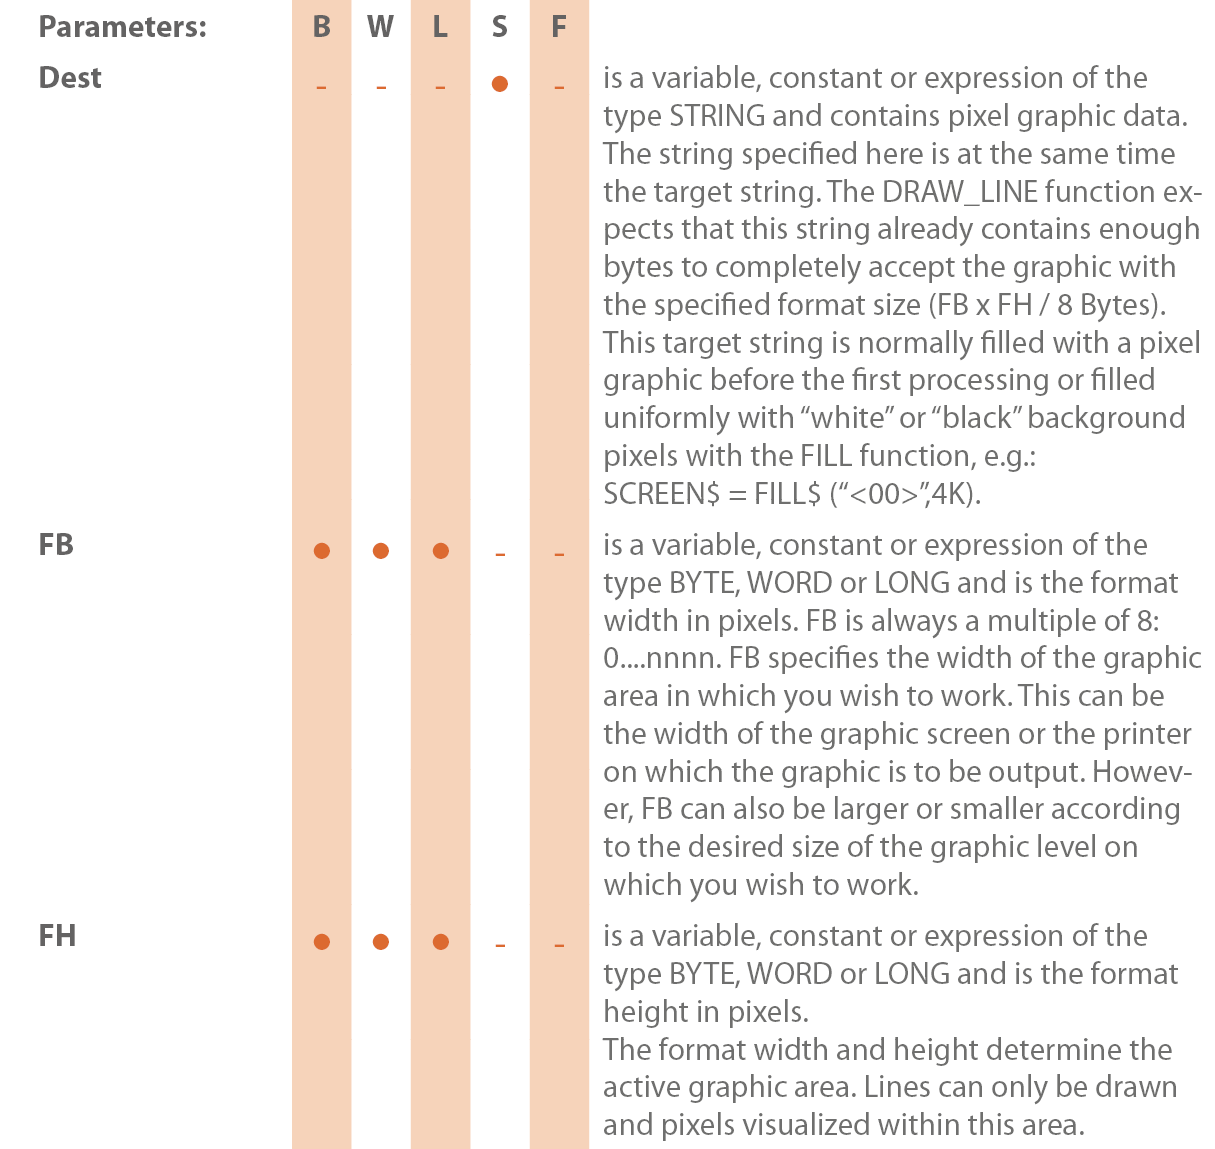 Parameters: B W L S F
Dest - - - ● - is a variable, constant or expression of the
type STRING and contains pixel graphic data.
The string specified here is at the same time
the target string. The DRAW_LINE function ex-
pects that this string already contains enough
bytes to completely accept the graphic with
the specified format size (FB x FH / 8 Bytes).
This target string is normally filled with a pixel
graphic before the first processing or filled
uniformly with “white” or “black” background
pixels with the FILL function, e.g.:
SCREEN$ = FILL$ (“<00>”,4K).
FB ● ● ● - - is a variable, constant or expression of the
type BYTE, WORD or LONG and is the format
width in pixels. FB is always a multiple of 8:
0....nnnn. FB specifies the width of the graphic
area in which you wish to work. This can be
the width of the graphic screen or the printer
on which the graphic is to be output. Howev-
er, FB can also be larger or smaller according
to the desired size of the graphic level on
which you wish to work.
FH ● ● ● - - is a variable, constant or expression of the
type BYTE, WORD or LONG and is the format
height in pixels.
The format width and height determine the
active graphic area. Lines can only be drawn
and pixels visualized within this area.